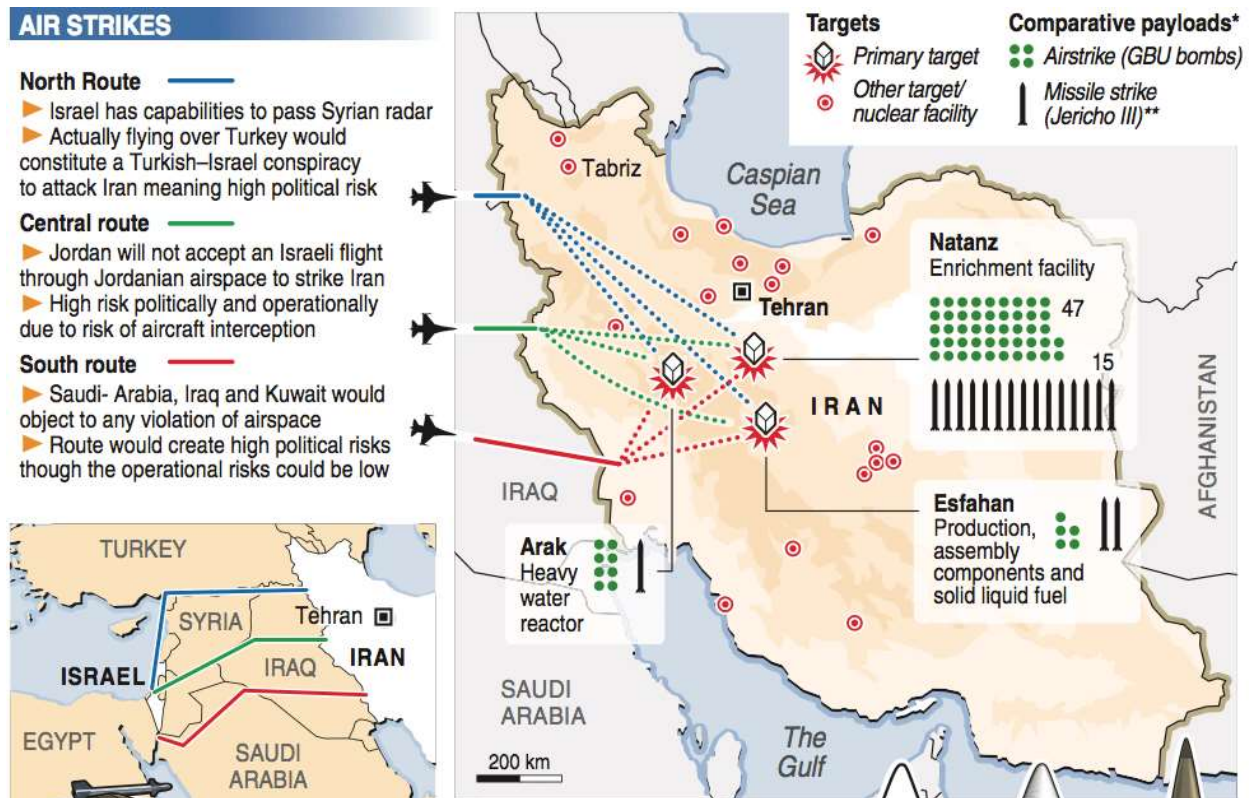 AIR STRIKES
North Route
Israel has capabilities to pass Syrian radar
Actually flying over Turkey would
constitute a Turkish–Israel conspiracy
to attack Iran meaning high political risk
Central route
Jordan will not accept an Israeli flight
through Jordanian airspace to strike Iran
High risk politically and operationally
due to risk of aircraft interception
South route
Saudi- Arabia, Iraq and Kuwait would
object to any violation of airspace
Route would create high political risks
though the operational risks could be low
TURKEY
SYRIA
Tehran
ISRAEL
IRAQ
IRAN
EGYPT
SAUDI
ARABIA
Targets
Primary target
Other target/
nuclear facility
Comparative payloads*
Airstrike (GBU bombs)
Missile strike
(Jericho III)**
Tabriz
Caspian
Sea
Tehran
Natanz
Enrichment facility
47
15
IRAN
AFGHANISTAN
IRAQ
Arak
Heavy
water
reactor
Esfahan
Production,
assembly
components and
solid liquid fuel
SAUDI
ARABIA
The
Gulf
200 km